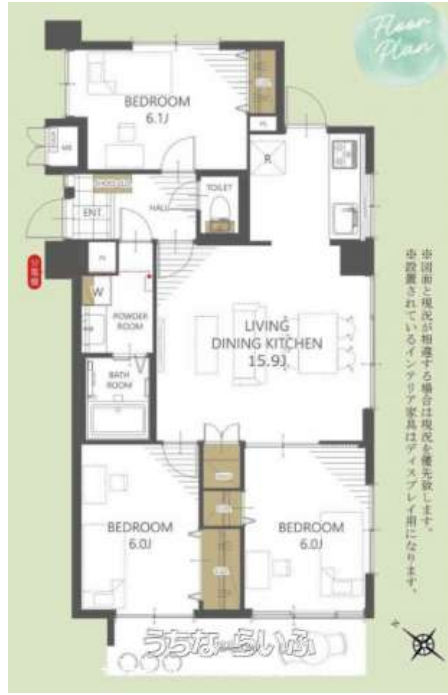 Floor
Plan
BEDROOM
6.1J
PS
MB
R
SHOES BOX
TOILET
ENT.
HALL
PS
分電盤
W
POWDER
ROOM
LIVING
DINING KITCHEN
15.9J
BATH
ROOM
BEDROOM
6.0J
BEDROOM
6.0J
うちなーらいふ
※図面と現況が相違する場合は現況を優先致します。
※設置されているインテリア家具はディスプレイ用になります。